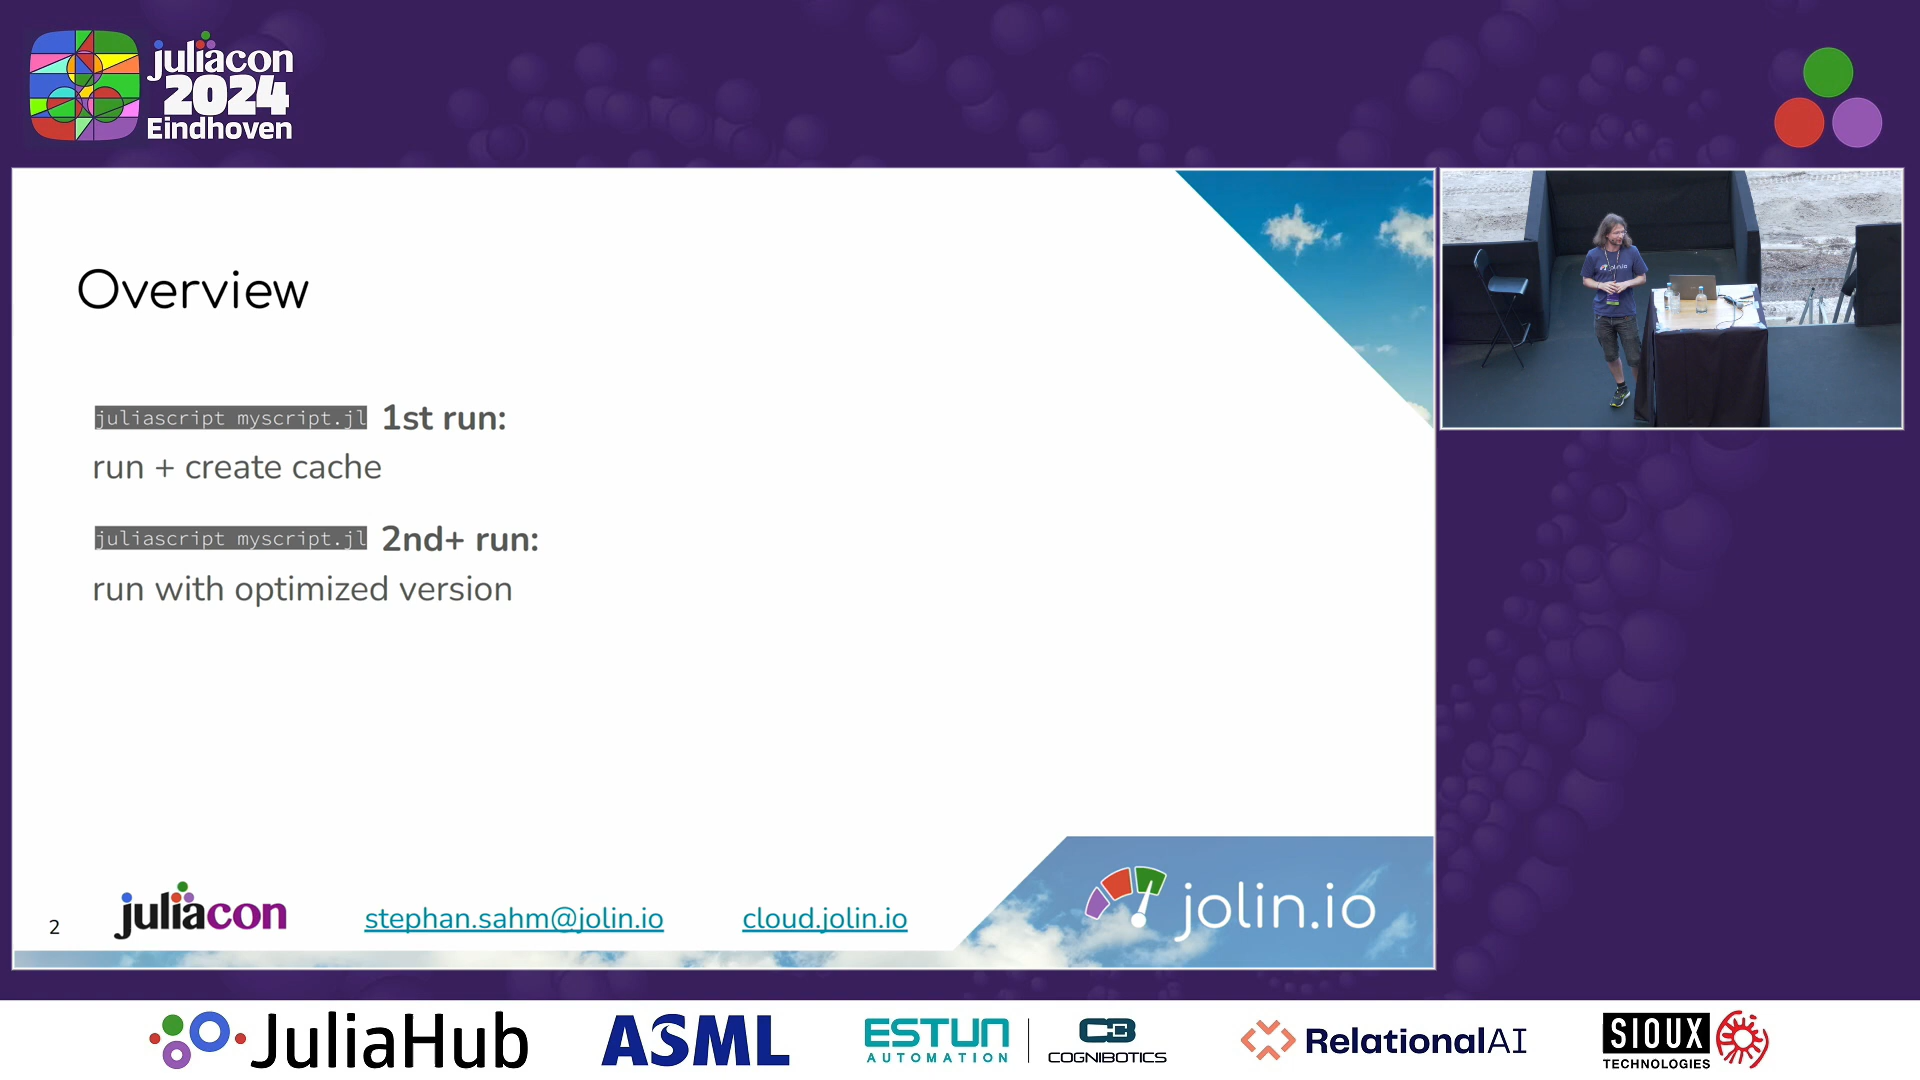 juliacon
2024
Eindhoven
Overview
juliascript myscript.jl 1st run:
run + create cache
juliascript myscript.jl 2nd+ run:
run with optimized version
2
juliacon
stephan.sahm@jolin.io
cloud.jolin.io
jolin.io
jolin.io
JuliaHub
ASML
ESTUN
AUTOMATION
COGNIBOTICS
RelationalAI
SIOUX
TECHNOLOGIES